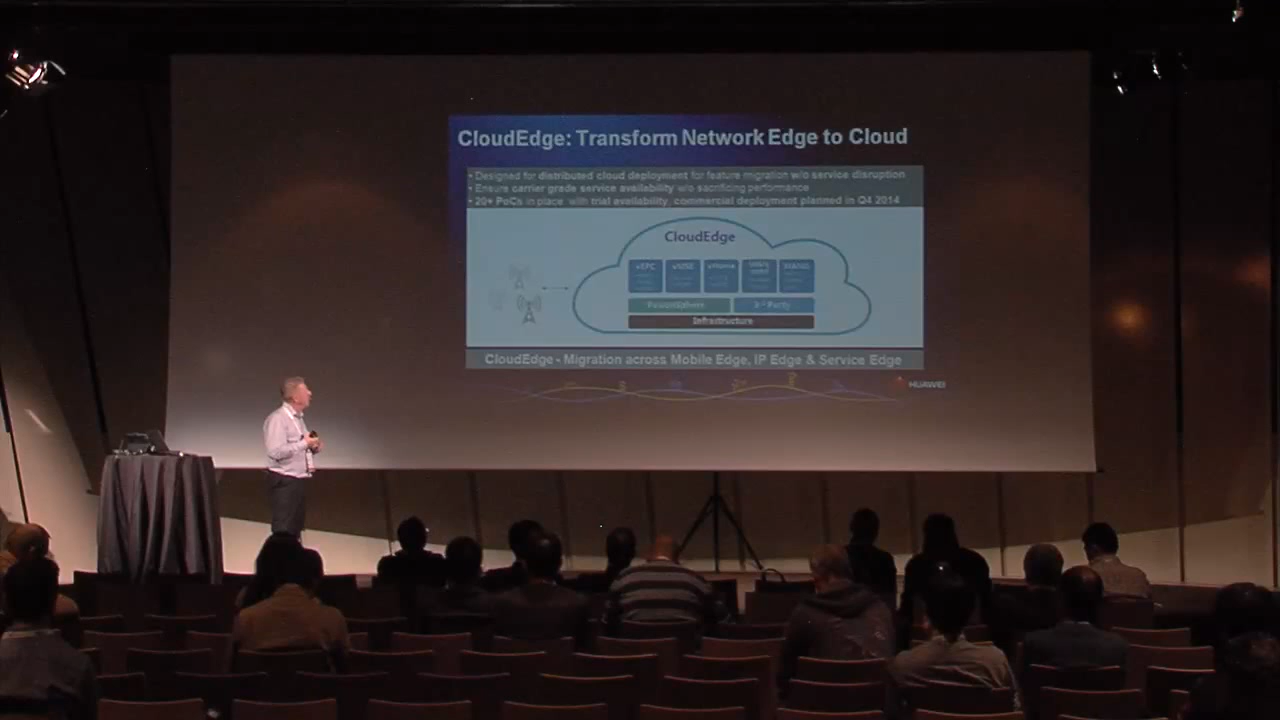 CloudEdge: Transform Network Edge to Cloud
• Designed for distributed cloud deployment for feature migration w/o service disruption
• Ensure carrier grade service availability w/o sacrificing performance
• 20+ PoCs in place with trial availability, commercial deployment planned in Q4 2014
CloudEdge
vEPC vMSE
3rd Party
Infrastructure
CloudEdge - Migration across Mobile Edge, IP Edge & Service Edge
HUAWEI